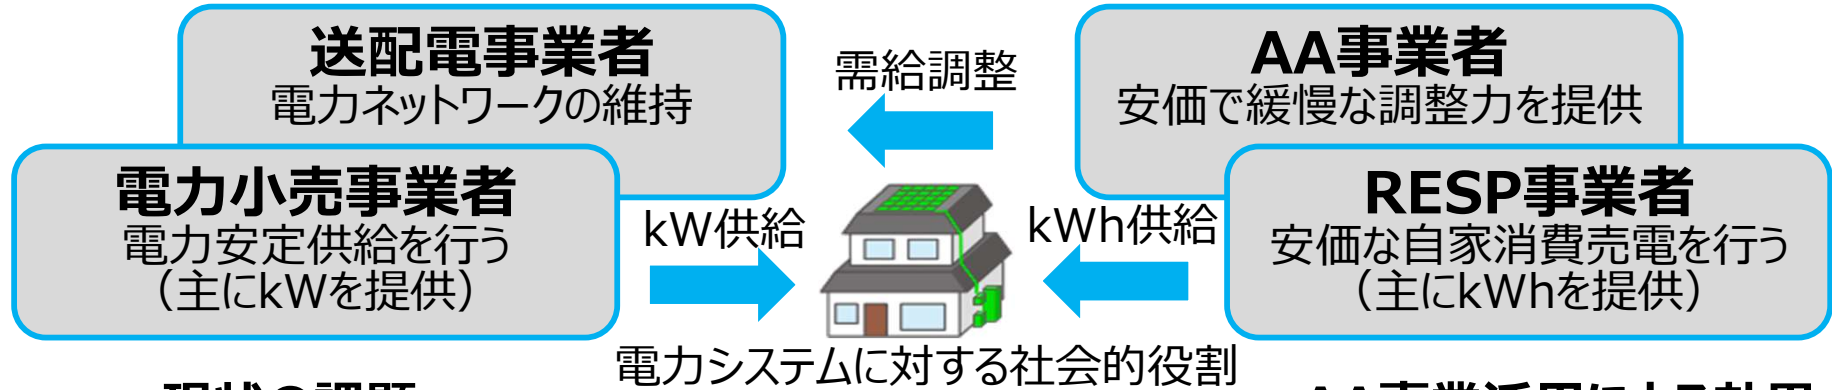 送配電事業者
電力ネットワークの維持
電力小売事業者
電力安定供給を行う
（主にkWを提供）
需給調整
kW供給
kWh供給
AA事業者
安価で緩慢な調整力を提供
RESP事業者
安価な自家消費売電を行う
（主にkWhを提供）
電力システムに対する社会的役割